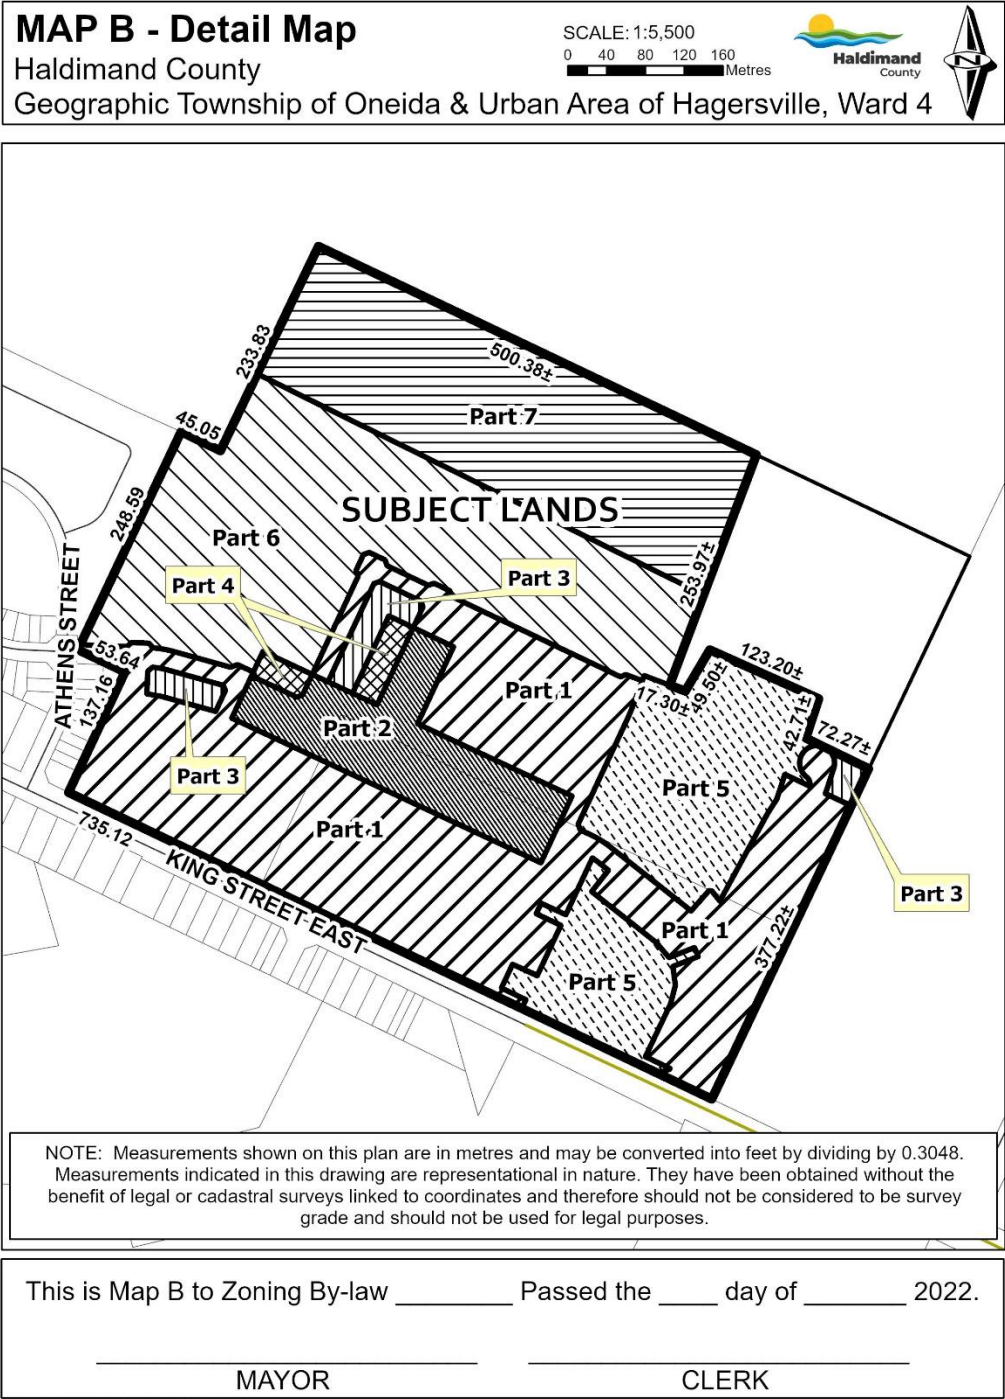 MAP B - Detail Map
Haldimand County
Geographic Township of Oneida & Urban Area of Hagersville, Ward 4
SCALE: 1:5,500
0 40 80 120 160
Metres
Haldimand
County
N
233.83
500.38±
Part 7
45.05
SUBJECT LANDS
248.59
Part 6
Part 4
Part 3
253.97±
ATHENS STREET
53.64
137.16
123.20±
Part 1
17.30±
49.50±
42.71±
72.27±
Part 2
Part 3
Part 5
735.12
Part 1
KING STREET EAST
Part 3
Part 1
377.22±
Part 5
NOTE: Measurements shown on this plan are in metres and may be converted into feet by dividing by 0.3048.
Measurements indicated in this drawing are representational in nature. They have been obtained without the
benefit of legal or cadastral surveys linked to coordinates and therefore should not be considered to be survey
grade and should not be used for legal purposes.
This is Map B to Zoning By-law ________ Passed the ____ day of _______ 2022.
MAYOR
CLERK